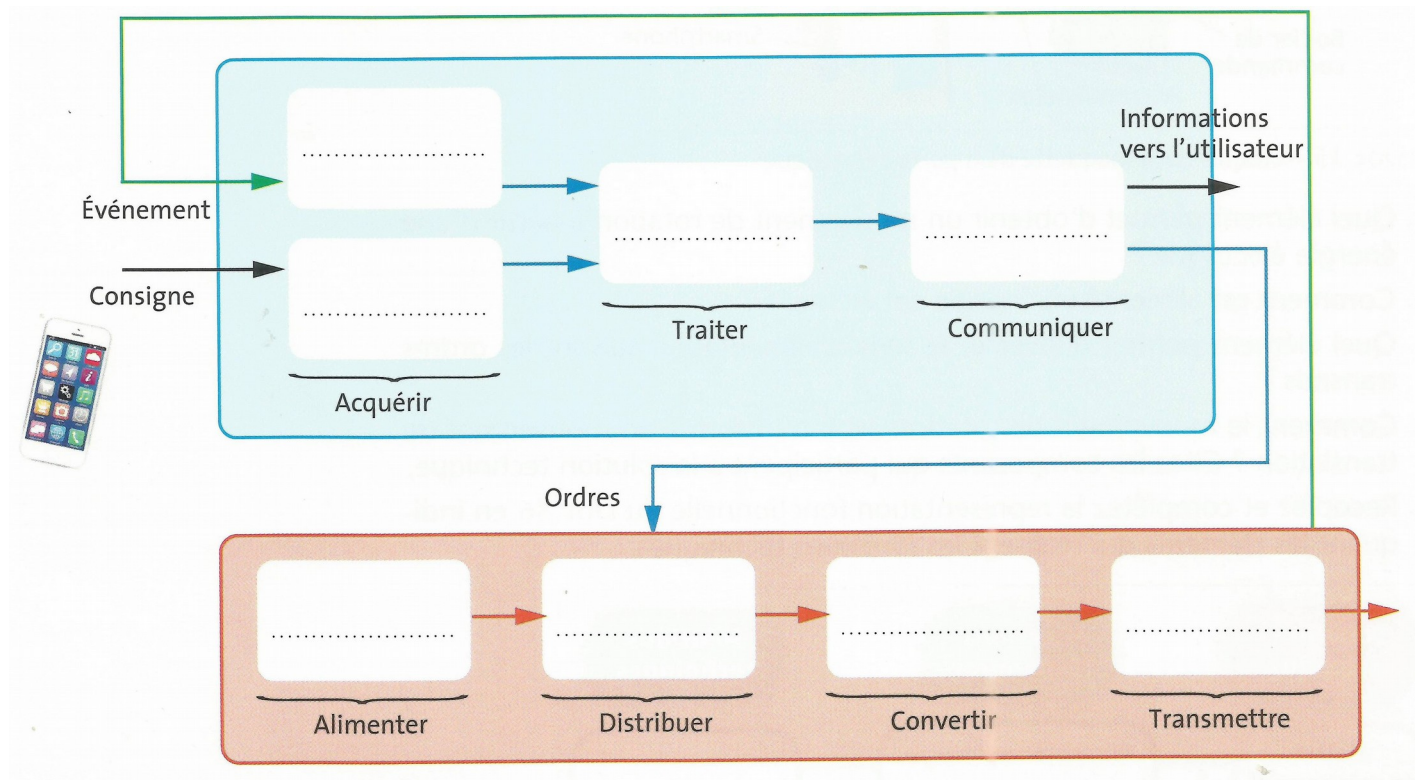 Informations
vers l'utilisateur
Événement
Consigne
Traiter
Communiquer
Acquérir
Ordres
Alimenter
Distribuer
Convertir
Transmettre